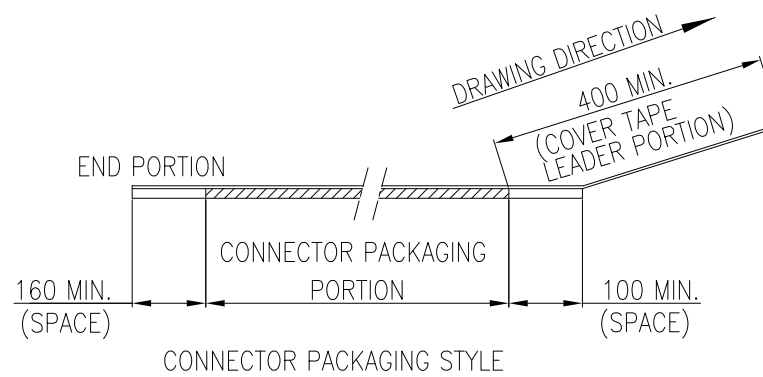 DRAWING DIRECTION
400 MIN.
(COVER TAPE
LEADER PORTION)
END PORTION
CONNECTOR PACKAGING
PORTION
160 MIN.
(SPACE)
100 MIN.
(SPACE)
CONNECTOR PACKAGING STYLE